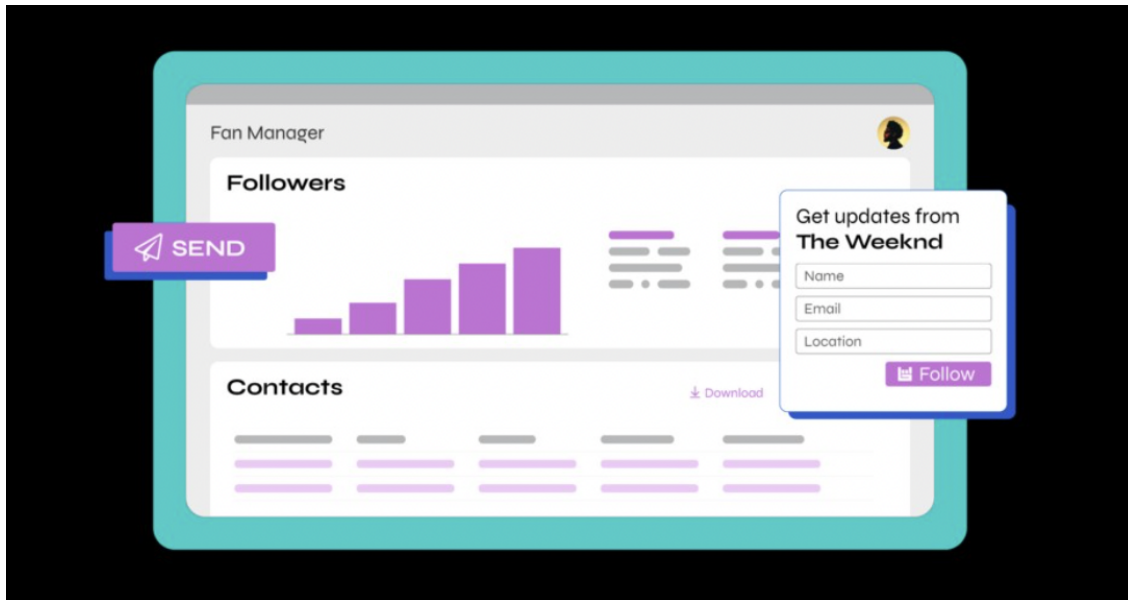 Fan Manager
Followers
SEND
Get updates from
The Weeknd
Name
Email
Location
Follow
Contacts
Download